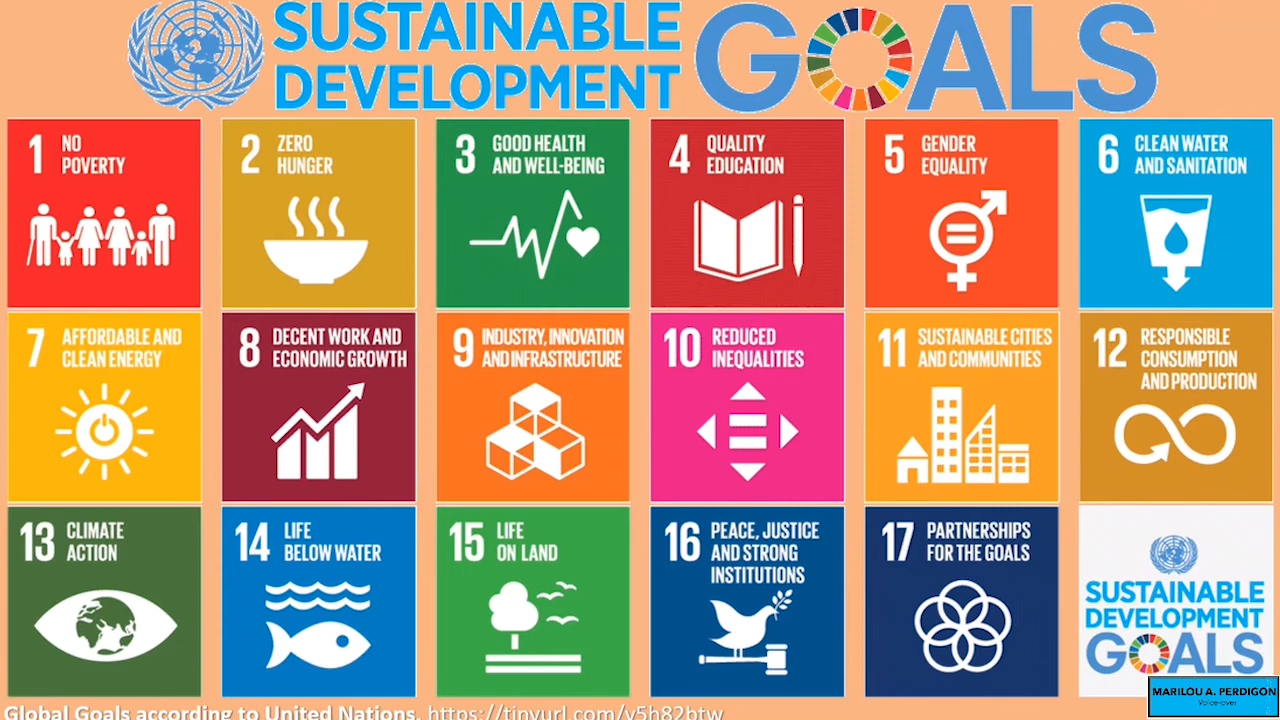 SUSTAINABLE
DEVELOPMENT
GOALS
1 NO
POVERTY
2 ZERO
HUNGER
3 GOOD HEALTH
AND WELL-BEING
4 QUALITY
EDUCATION
5 GENDER
EQUALITY
6 CLEAN WATER
AND SANITATION
7 AFFORDABLE AND
CLEAN ENERGY
8 DECENT WORK AND
ECONOMIC GROWTH
9 INDUSTRY, INNOVATION
AND INFRASTRUCTURE
10 REDUCED
INEQUALITIES
11 SUSTAINABLE CITIES
AND COMMUNITIES
12 RESPONSIBLE
CONSUMPTION
AND PRODUCTION
13 CLIMATE
ACTION
14 LIFE
BELOW WATER
15 LIFE
ON LAND
16 PEACE, JUSTICE
AND STRONG
INSTITUTIONS
17 PARTNERSHIPS
FOR THE GOALS
SUSTAINABLE
DEVELOPMENT
GOALS
MARILOU A. PERDIGON
Voice-over
Global Goals according to United Nations. https://tinyurl.com/y5h82btw